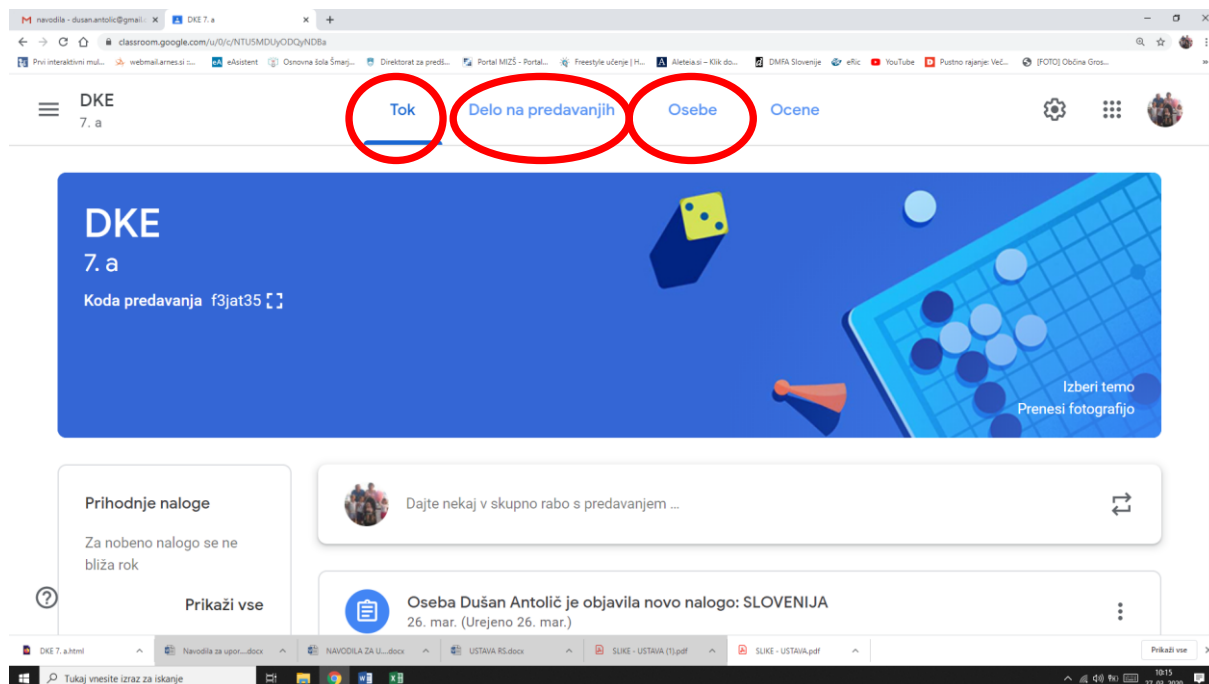 navodila - dusan.antolic@gmail. DKE 7. a
classroom.google.com/u/0/c/NTU5MDUyODQyNDBa
Prvi interaktivni mul... webmail.arnes.si ::... eAsistent Osnovna šola Šmarj... Direktorat za predš... Portal MIZŠ - Portal... Freestyle učenje | H... Aleteia.si – Klik do... DMFA Slovenije eflic YouTube Pustno rajanje: Več... [FOTO] Občina Gros...
DKE
7. a
Tok Delo na predavanjih Osebe Ocene
DKE
7. a
Koda predavanja f3jat35
Izberi temo
Prenesi fotografijo
Prihodnje naloge
Za nobeno nalogo se ne
bliža rok
Prikaži vse
Dajte nekaj v skupno rabo s predavanjem ...
Oseba Dušan Antolič je objavila novo nalogo: SLOVENIJA
26. mar. (Urejeno 26. mar.)
DKE 7. a.html Navodila za upor....docx NAVODILA ZA U....docx USTAVA RS.docx SLIKE - USTAVA (1).pdf SLIKE - USTAVA.pdf Prikaži vse
Tukaj vnesite izraz za iskanje
10:15
27. 03. 2020